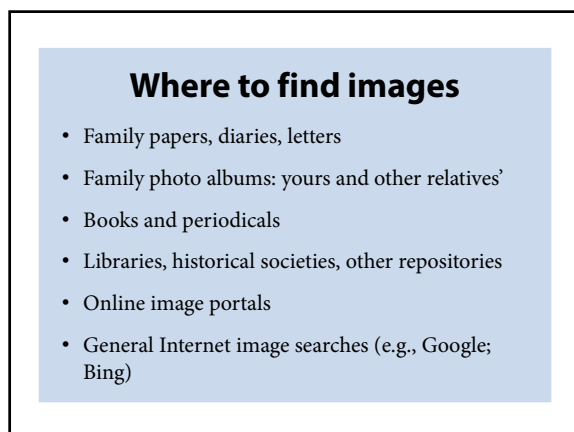 Where to find images
• Family papers, diaries, letters
• Family photo albums: yours and other relatives’
• Books and periodicals
• Libraries, historical societies, other repositories
• Online image portals
• General Internet image searches (e.g., Google;
Bing)